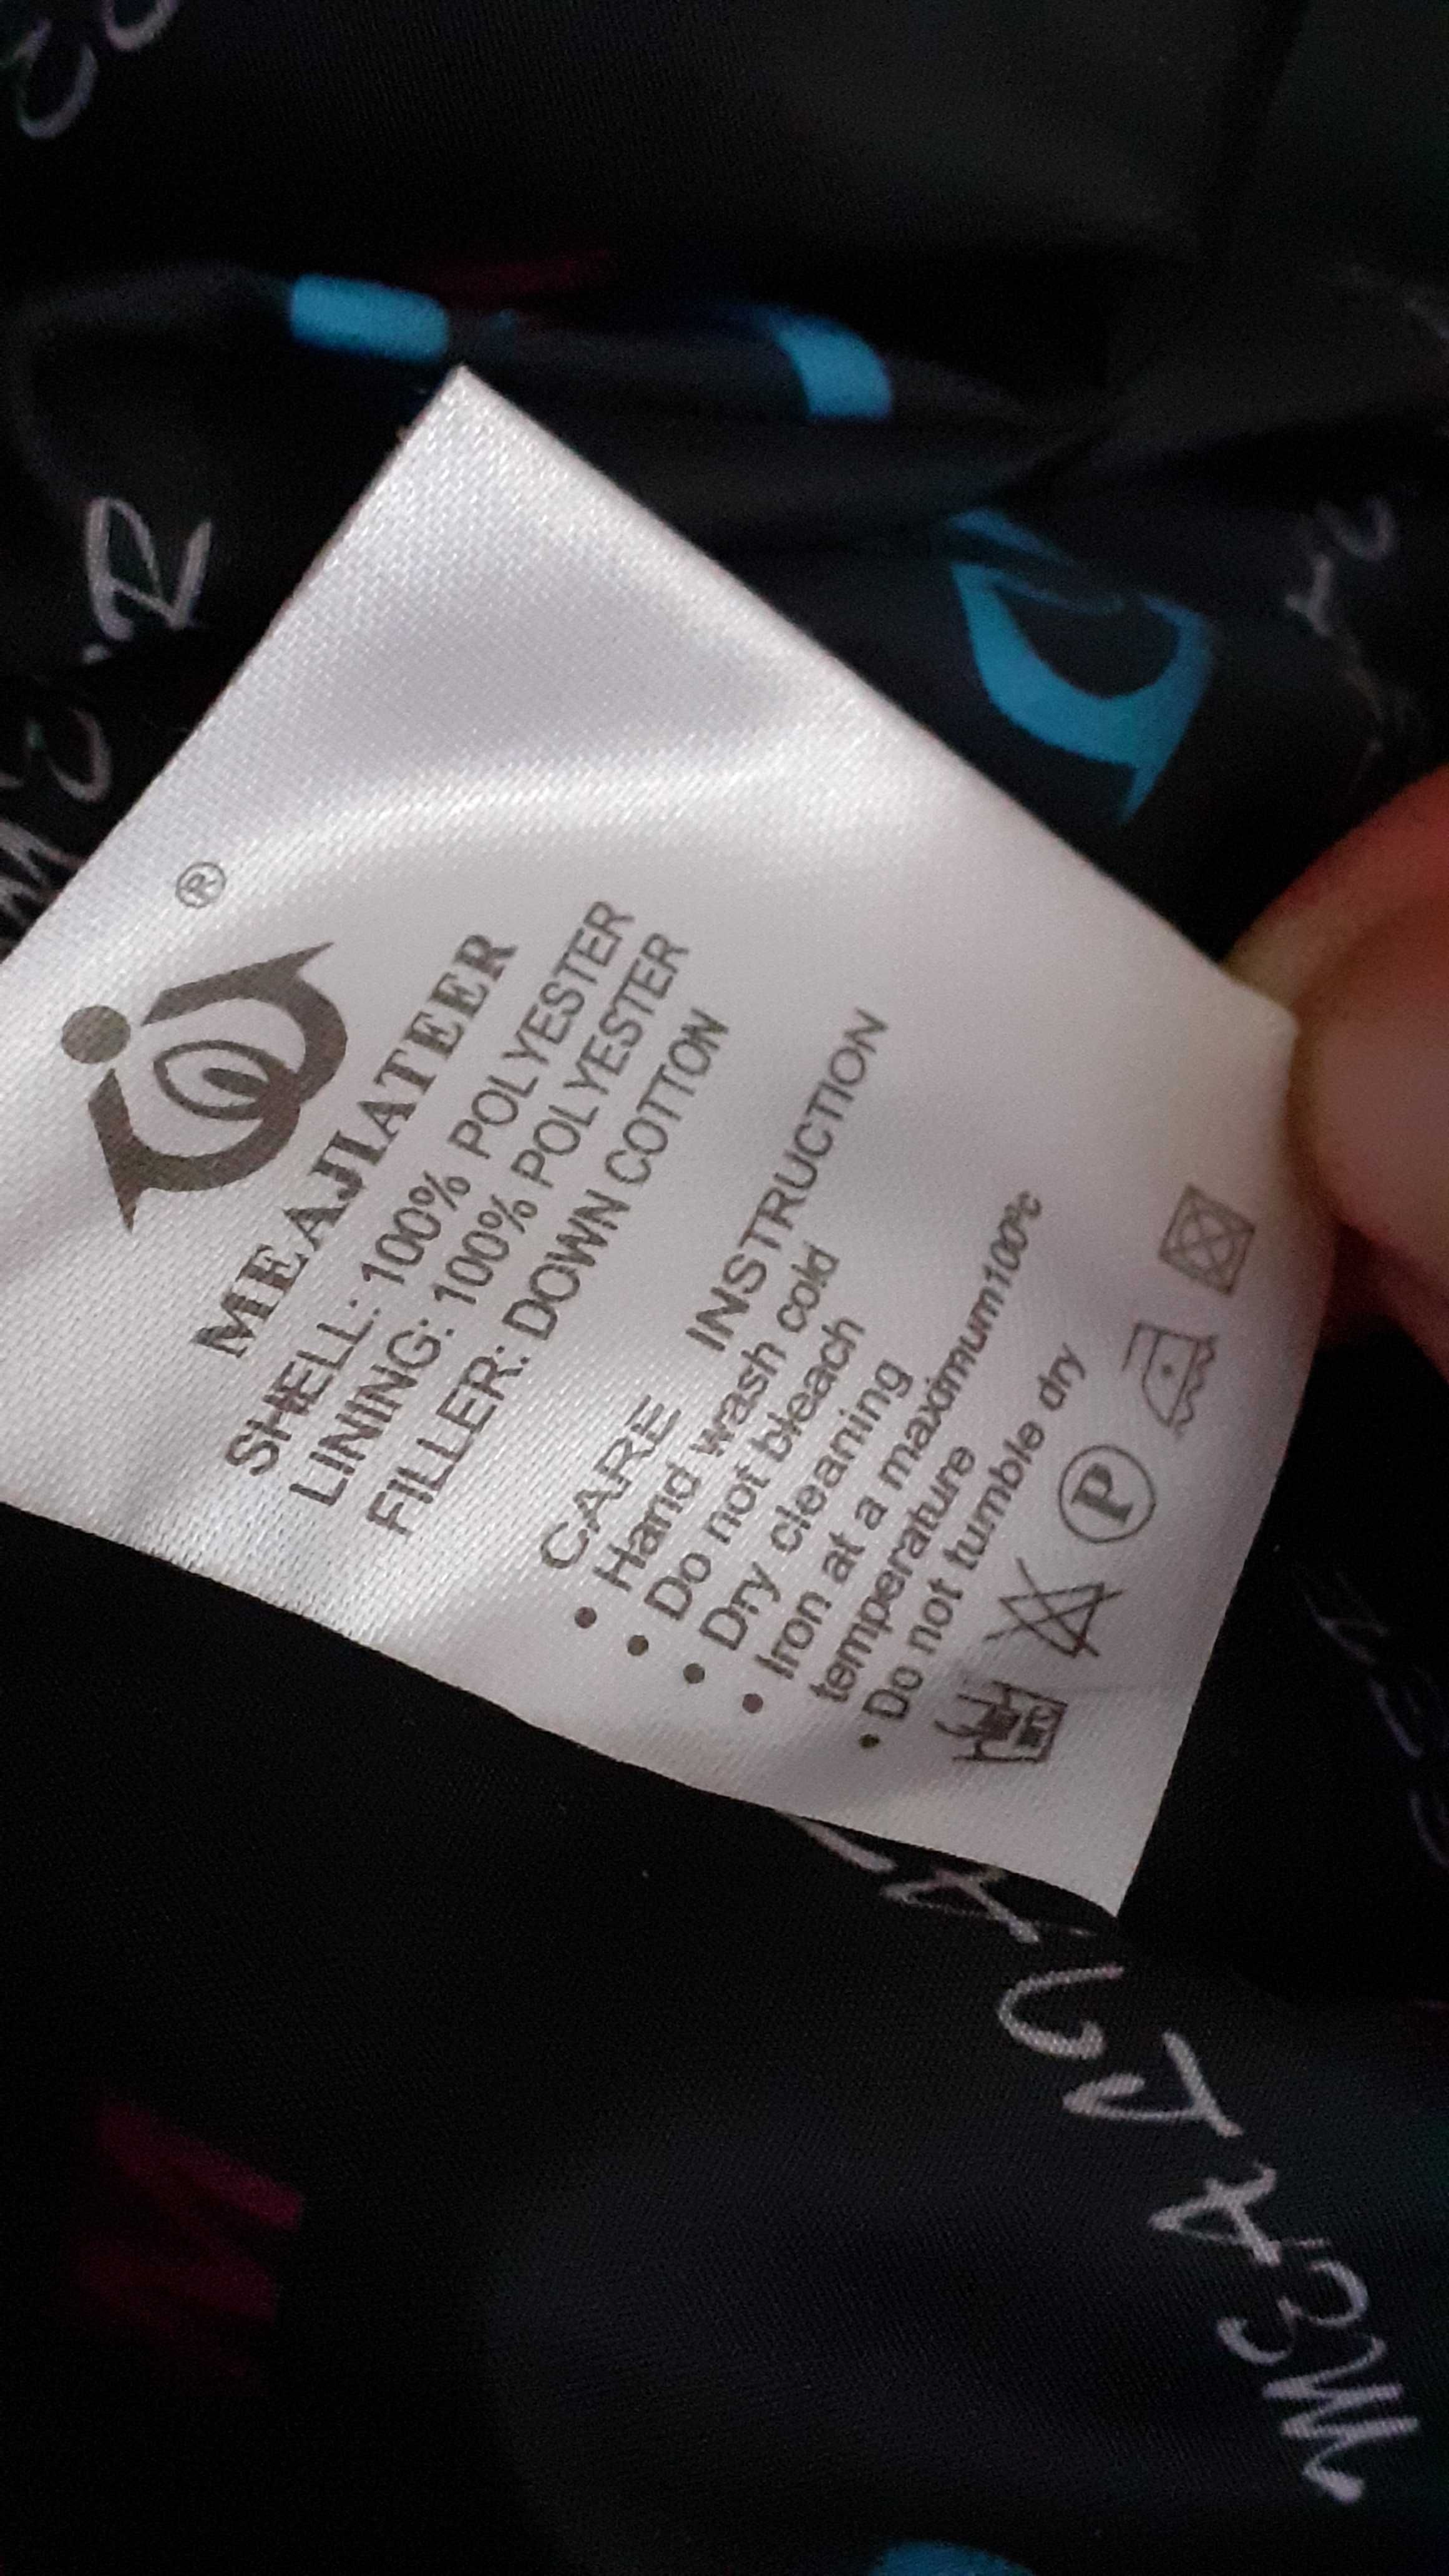 ®
MEAJIATEER
SHELL: 100% POLYESTER
LINING: 100% POLYESTER
FILLER: DOWN COTTON
CARE INSTRUCTION
• Hand wash cold
• Do not bleach
• Dry cleaning
• Iron at a maximum100°c
temperature
• Do not tumble dry
P